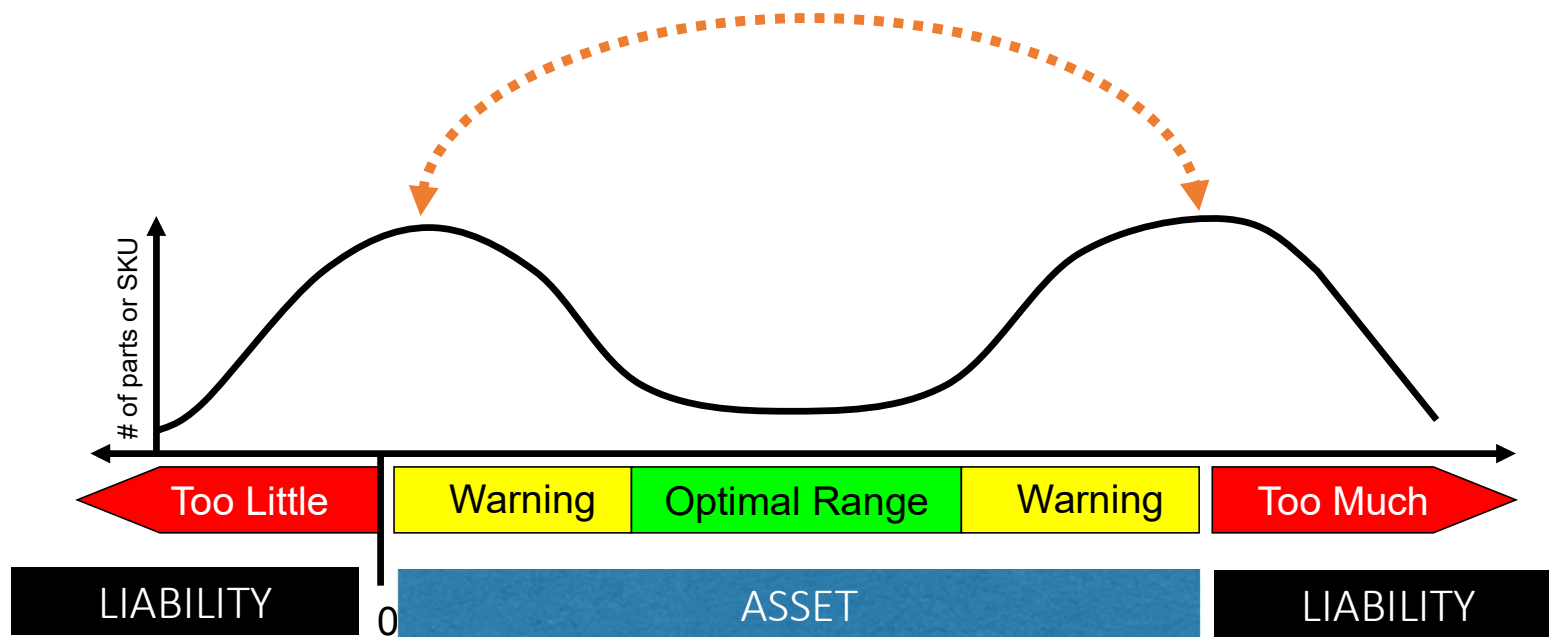 # of parts or SKU
Too Little
Warning
Optimal Range
Warning
Too Much
LIABILITY
0
ASSET
LIABILITY